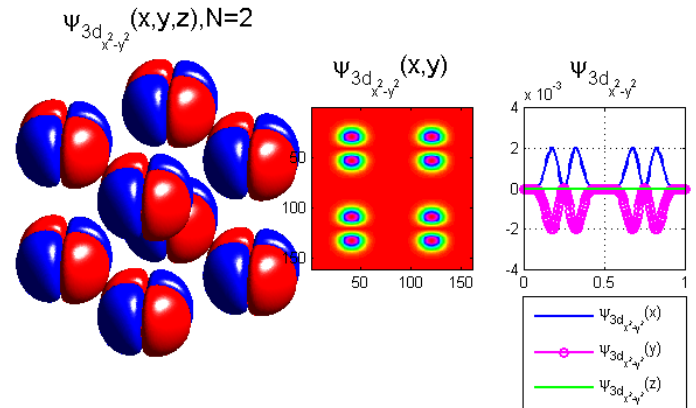 ψ3dx²-y²(x,y,z),N=2
ψ3dx²-y²(x,y)
50
100
150
50 100 150
ψ3dx²-y²
x 10⁻³
4
2
0
-2
-4
0 0.5 1
ψ3dx²-y²(x)
ψ3dx²-y²(y)
ψ3dx²-y²(z)